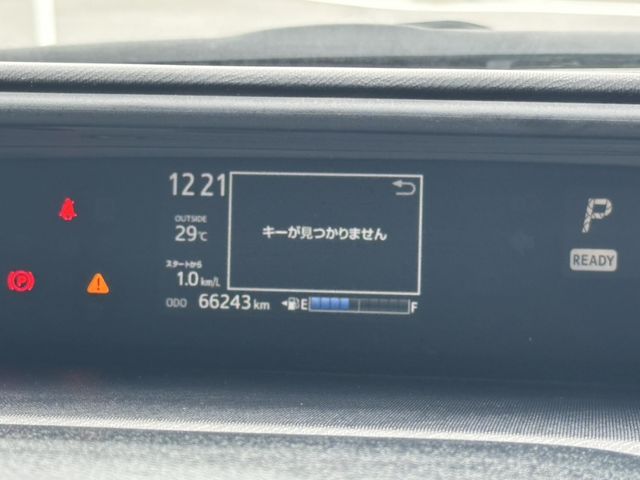 12 21
OUTSIDE
29℃
スタートから
1.0 km/L
キーが見つかりません
ODO 66243 km
E F
P
READY
P
!